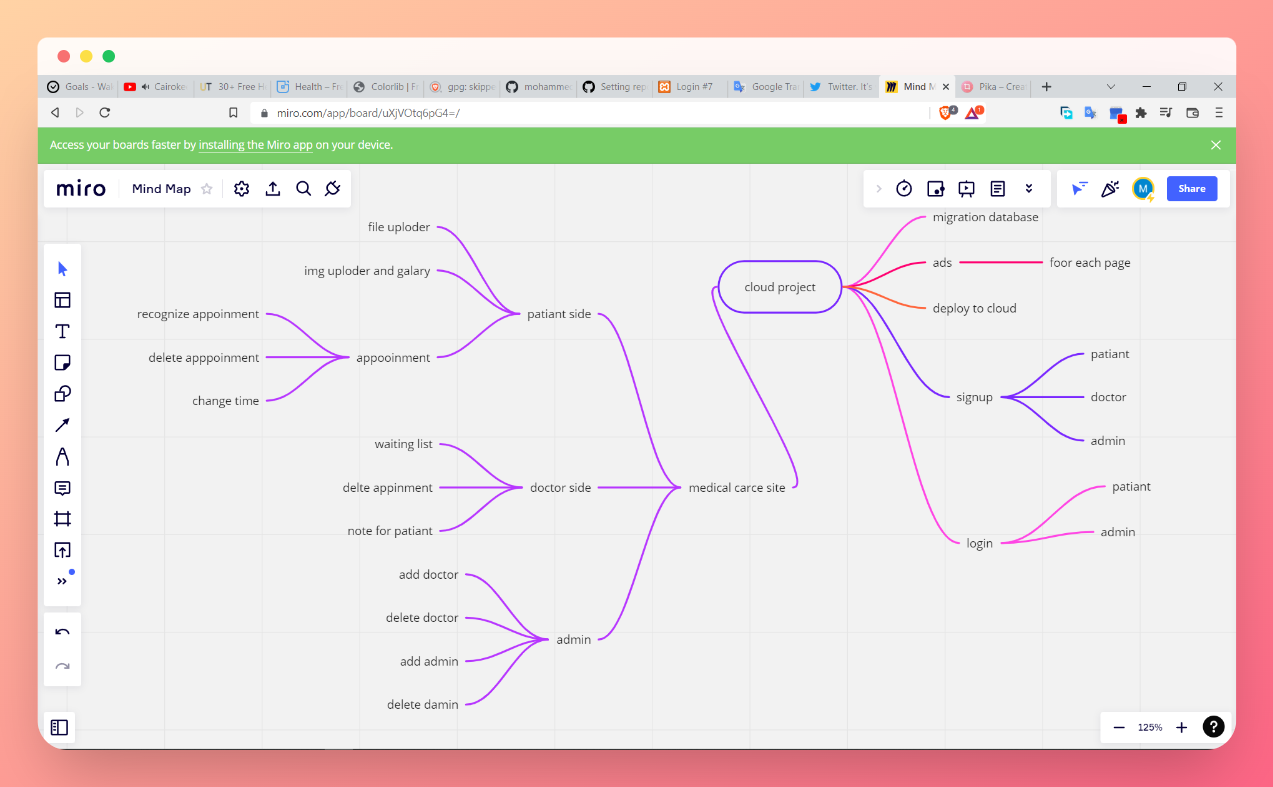 Goals - Wal
Cairoke
30+ Free H
Health – Fr
Colorlib | Fr
gpg: skippe
mohammed
Setting rep
Login #7
Google Tra
Twitter. It's
Mind M
Pika – Crea
miro.com/app/board/uXjVOtq6pG4=/
4
1
Access your boards faster by installing the Miro app on your device.
miro
Mind Map
M
Share
migration database
file uploder
ads
foor each page
img uploder and galary
cloud project
deploy to cloud
recognize appoinment
patiant side
delete apppoinment
appooinment
patiant
change time
signup
doctor
waiting list
admin
delte appinment
doctor side
medical carce site
patiant
note for patiant
admin
login
add doctor
delete doctor
admin
add admin
delete damin
125%
?